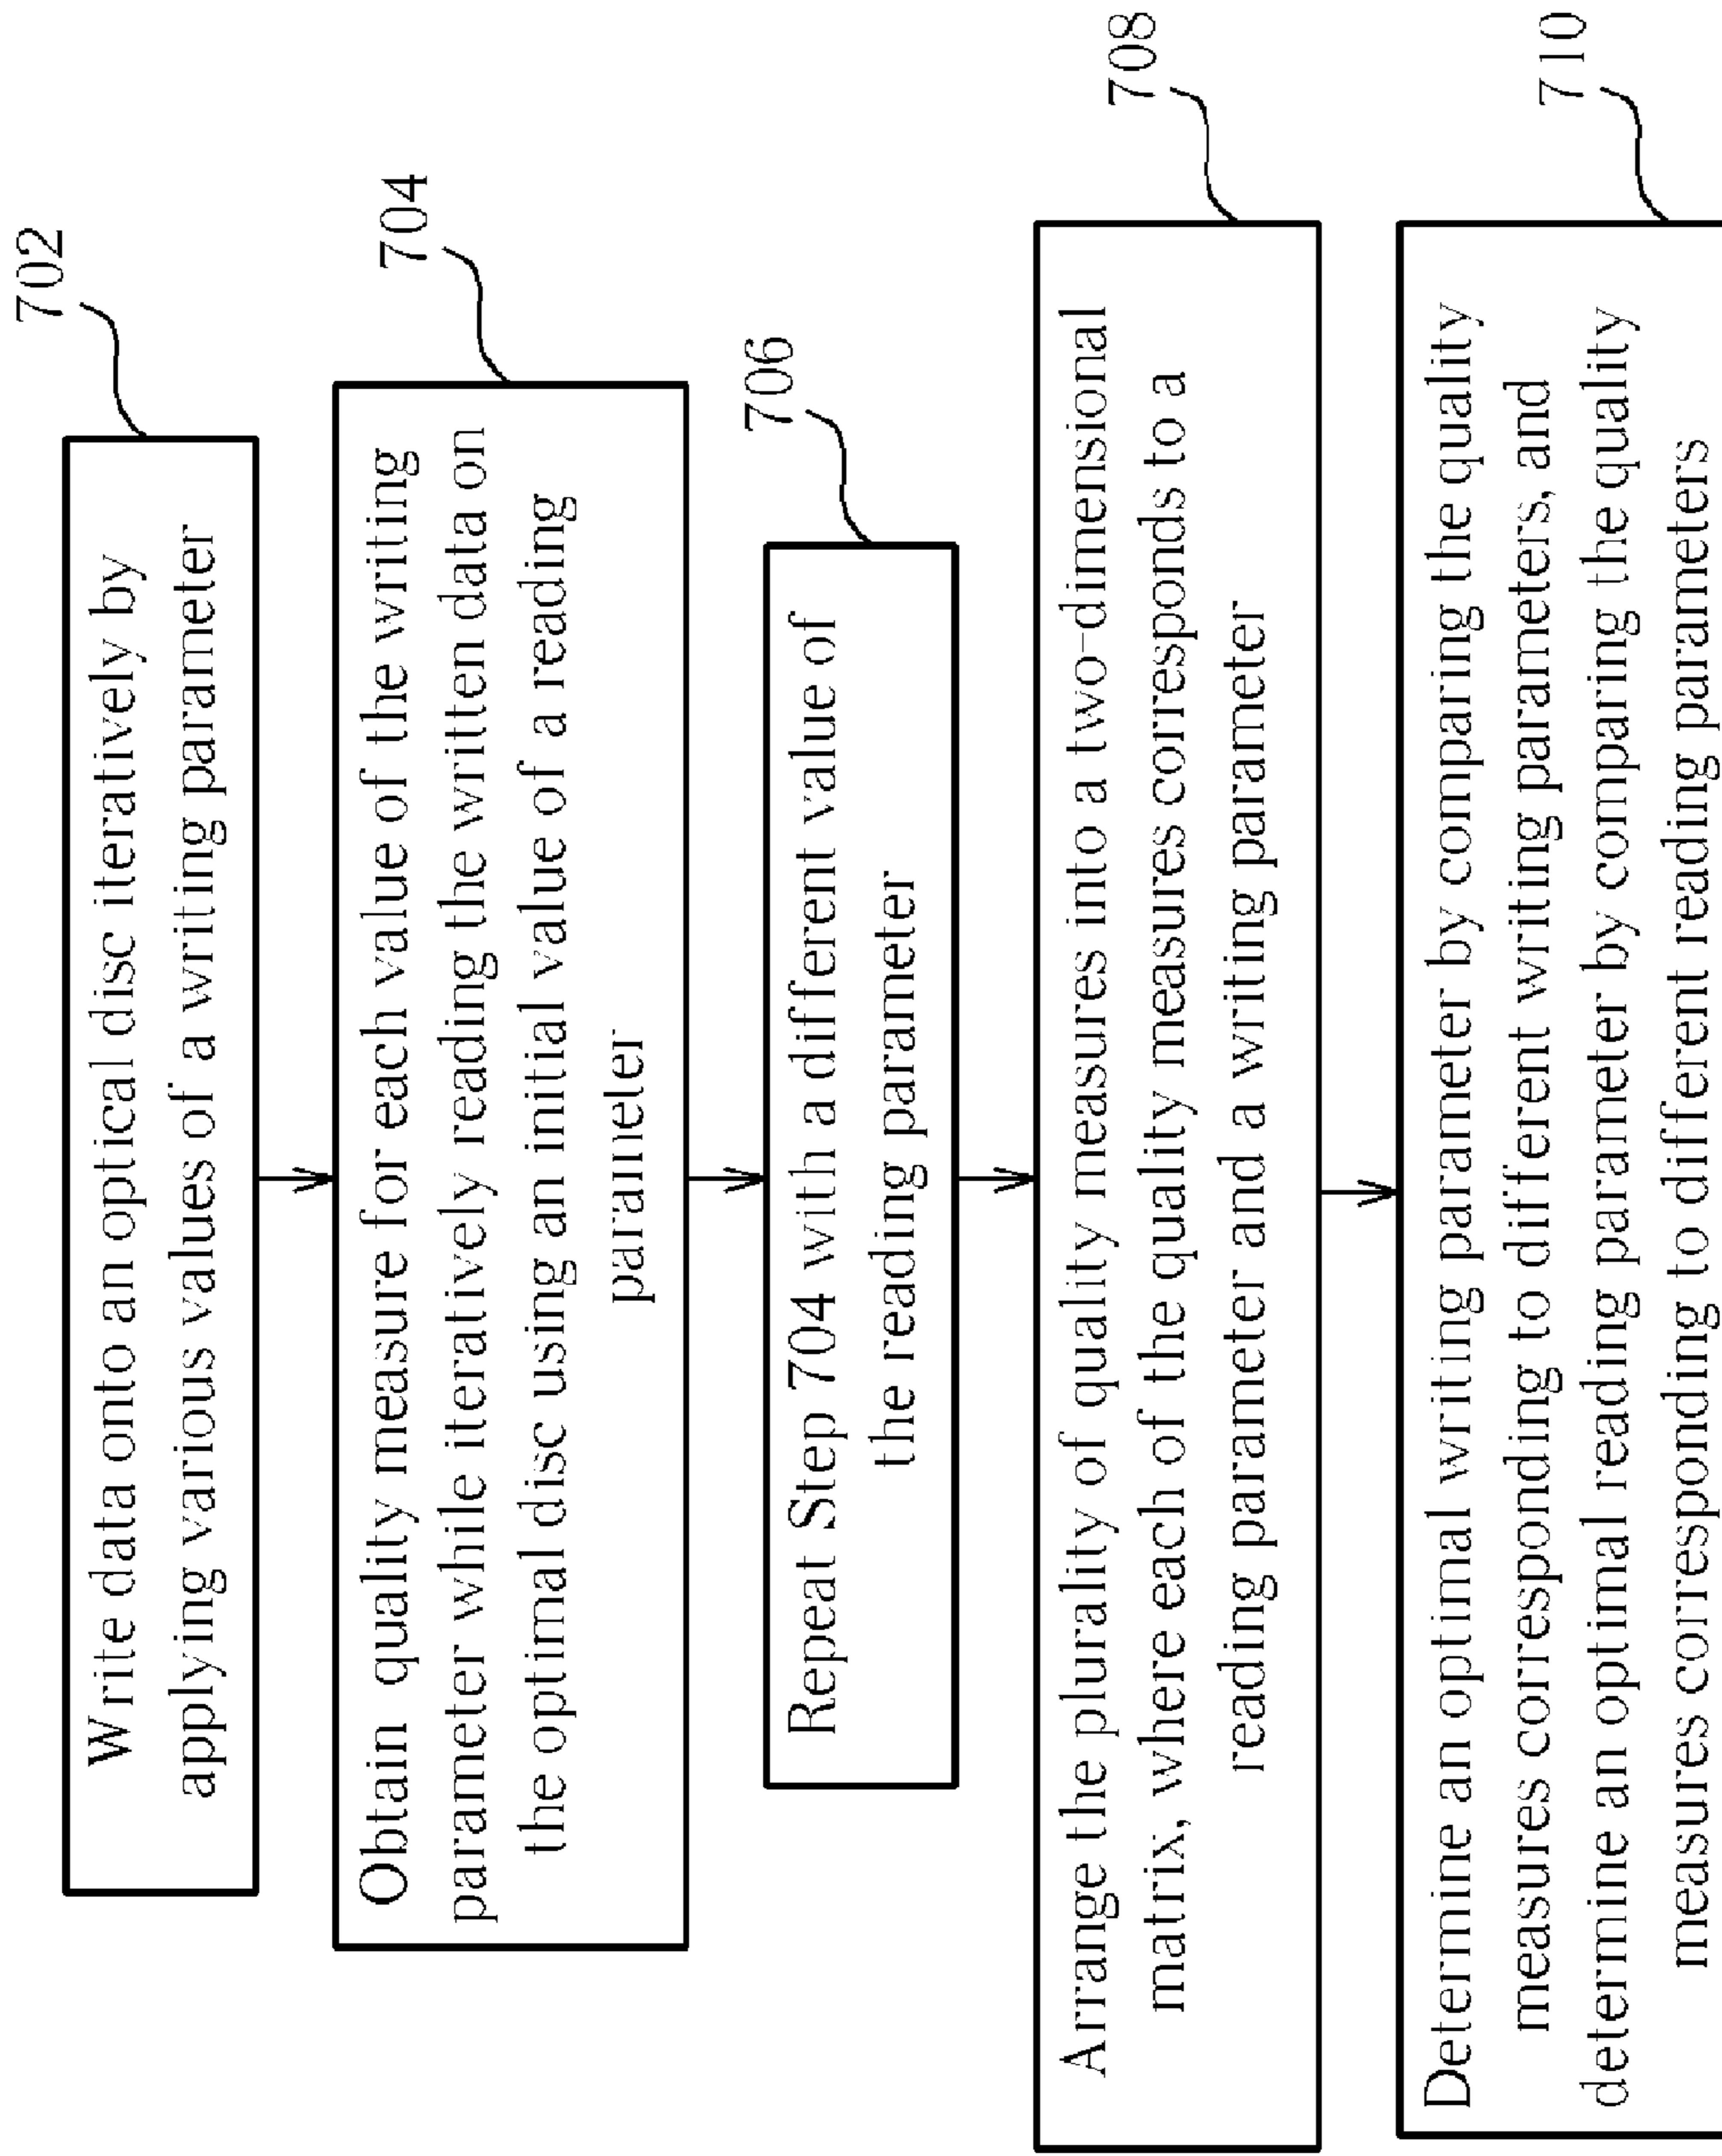 702
Write data onto an optical disc iteratively by
applying various values of a writing parameter
704
Obtain quality measure for each value of the writing
parameter while iteratively reading the written data on
the optimal disc using an initial value of a reading
parameter
706
Repeat Step 704 with a different value of
the reading parameter
708
Arrange the plurality of quality measures into a two-dimensional
matrix, where each of the quality measures corresponds to a
reading parameter and a writing parameter
710
Determine an optimal writing parameter by comparing the quality
measures corresponding to different writing parameters, and
determine an optimal reading parameter by comparing the quality
measures corresponding to different reading parameters